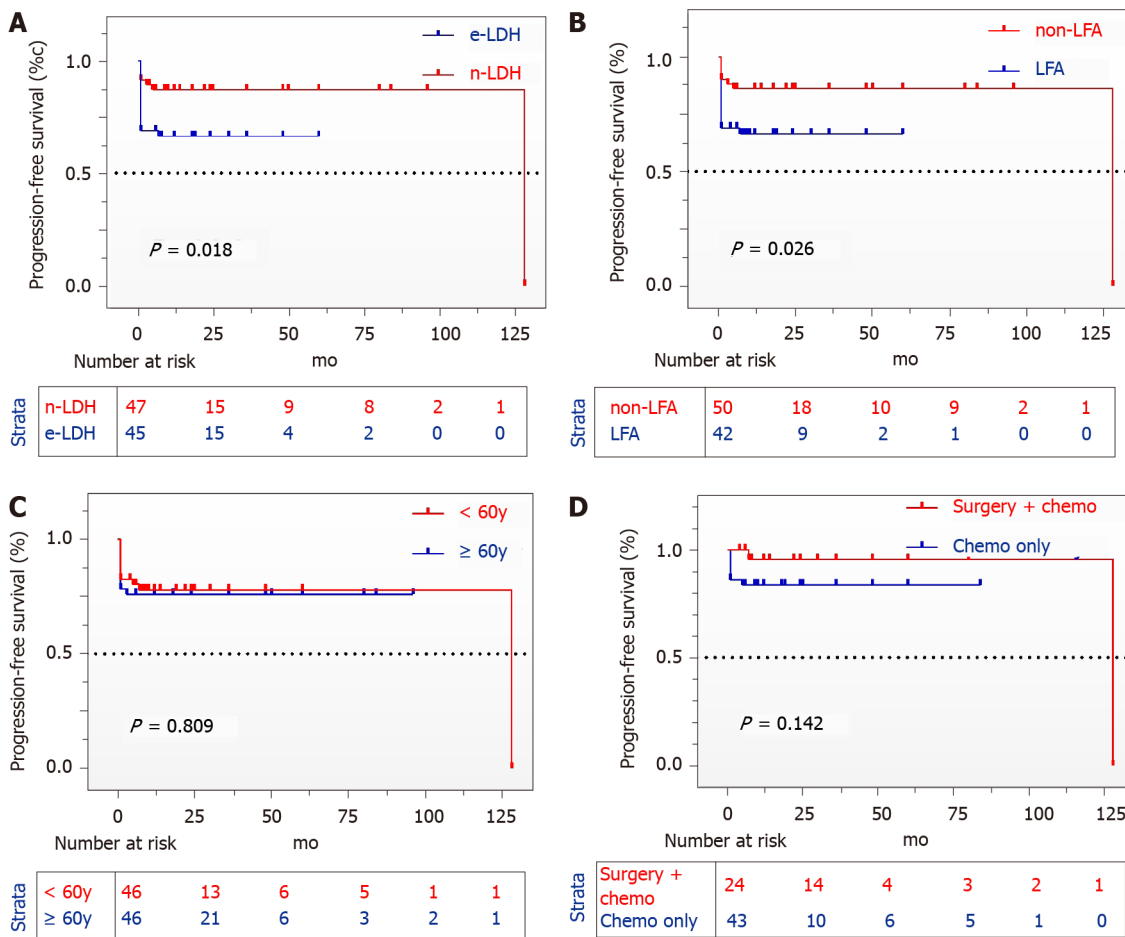 A
e-LDH
n-LDH
Progression-free survival (%c)
1.0
0.5
0.0
P = 0.018
0 25 50 75 100 125
Number at risk mo
Strata
n-LDH 47 15 9 8 2 1
e-LDH 45 15 4 2 0 0
B
non-LFA
LFA
Progression-free survival (%)
1.0
0.5
0.0
P = 0.026
0 25 50 75 100 125
Number at risk mo
Strata
non-LFA 50 18 10 9 2 1
LFA 42 9 2 1 0 0
C
< 60y
≥ 60y
Progression-free survival (%)
1.0
0.5
0.0
P = 0.809
0 25 50 75 100 125
Number at risk mo
Strata
< 60y 46 13 6 5 1 1
≥ 60y 46 21 6 3 2 1
D
Surgery + chemo
Chemo only
Progression-free survival (%)
1.0
0.5
0.0
P = 0.142
0 25 50 75 100 125
Number at risk mo
Strata
Surgery +
chemo 24 14 4 3 2 1
Chemo only 43 10 6 5 1 0